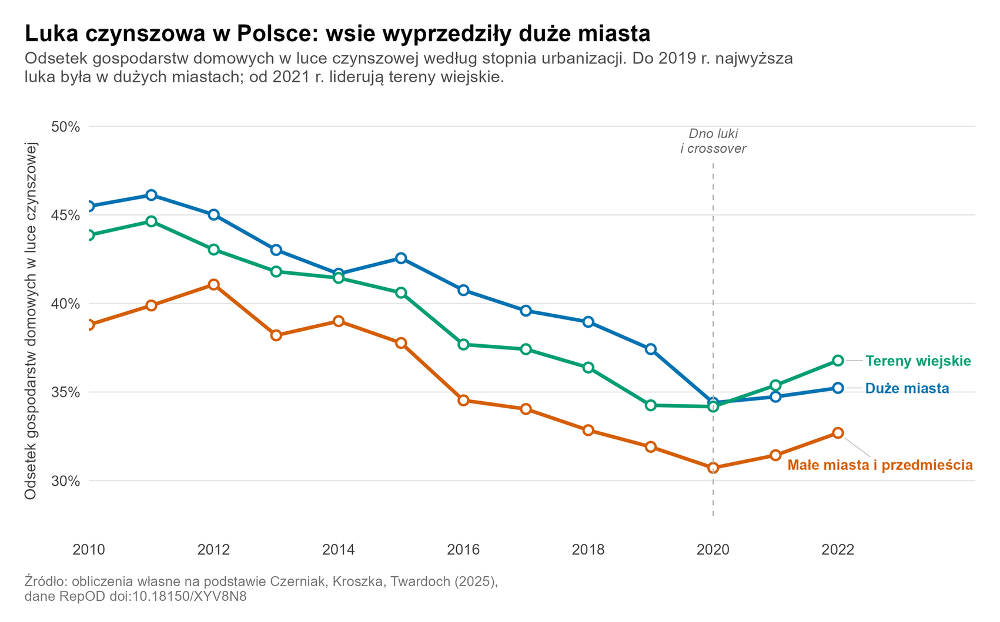 Luka czynszowa w Polsce: wsie wyprzedziły duże miasta
Odsetek gospodarstw domowych w luce czynszowej według stopnia urbanizacji. Do 2019 r. najwyższa
luka była w dużych miastach; od 2021 r. liderują tereny wiejskie.
Odsetek gospodarstw domowych w luce czynszowej
50%
45%
40%
35%
30%
Dno luki
i crossover
Tereny wiejskie
Duże miasta
Małe miasta i przedmieścia
2010 2012 2014 2016 2018 2020 2022
Źródło: obliczenia własne na podstawie Czerniak, Kroszka, Twardoch (2025),
dane RepOD doi:10.18150/XYV8N8